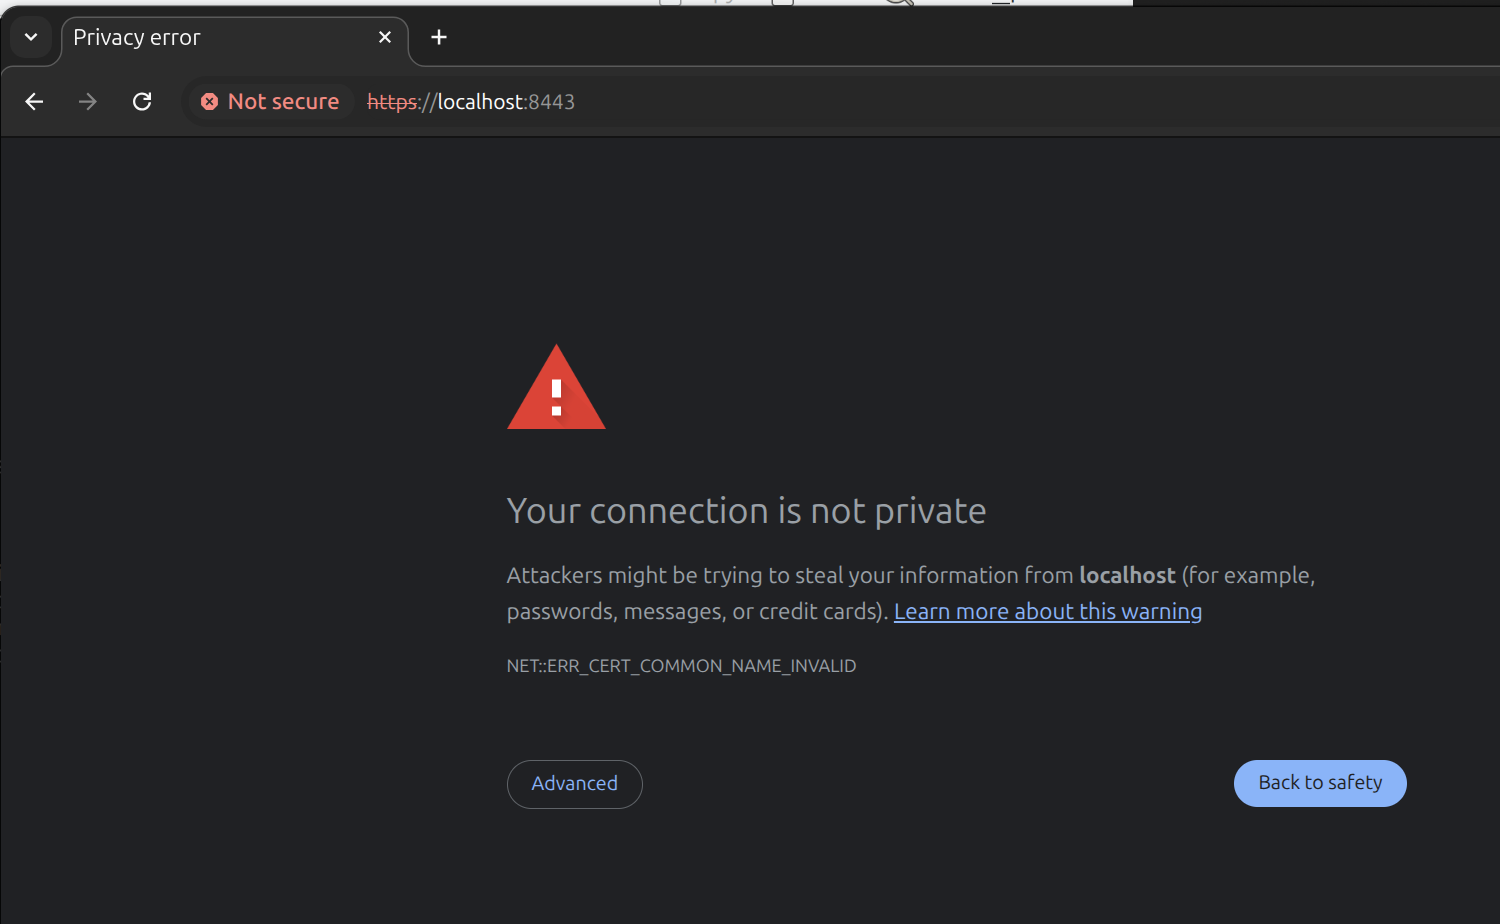 Privacy error
Not secure https://localhost:8443
Your connection is not private
Attackers might be trying to steal your information from localhost (for example,
passwords, messages, or credit cards). Learn more about this warning
NET::ERR_CERT_COMMON_NAME_INVALID
Advanced
Back to safety